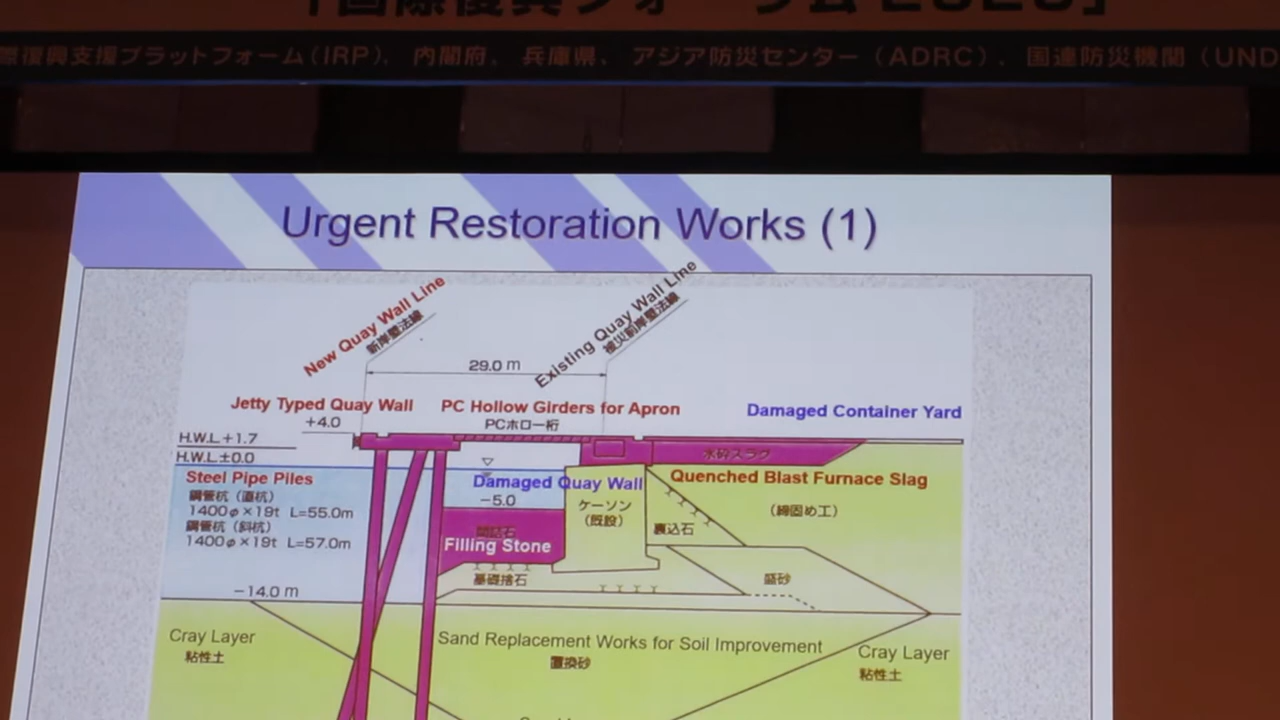 「国際復興フォーラム2023」
際復興支援プラットフォーム（IRP）、内閣府、兵庫県、アジア防災センター（ADRC）、国連防災機関（UND
Urgent Restoration Works (1)
New Quay Wall Line
新岸壁法線
Existing Quay Wall Line
被災前岸壁法線
29.0 m
Jetty Typed Quay Wall
PC Hollow Girders for Apron
Damaged Container Yard
+4.0
PCホロー桁
H.W.L.+1.7
H.W.L.±0.0
水砕スラグ
Steel Pipe Piles
Damaged Quay Wall
Quenched Blast Furnace Slag
鋼管杭（直杭）
1400φ×19t L=55.0m
鋼管杭（斜杭）
1400φ×19t L=57.0m
−5.0
ケーソン
（既設）
（締固め工）
裏込石
Filling Stone
基礎捨石
盛砂
−14.0 m
Cray Layer
粘性土
Sand Replacement Works for Soil Improvement
置換砂
Cray Layer
粘性土